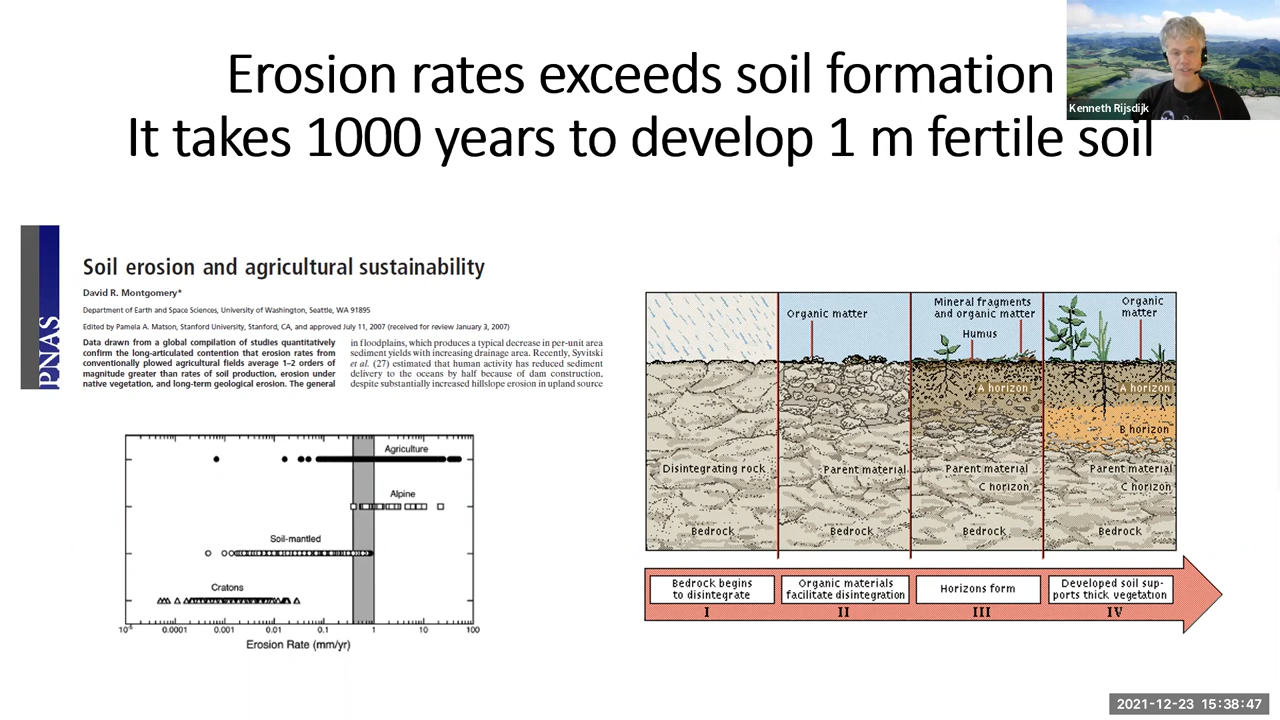 Erosion rates exceeds soil formation
It takes 1000 years to develop 1 m fertile soil
Kenneth Rijsdijk
PNAS
Soil erosion and agricultural sustainability
David R. Montgomery*
Department of Earth and Space Sciences, University of Washington, Seattle, WA 91895
Edited by Pamela A. Matson, Stanford University, Stanford, CA, and approved July 11, 2007 (received for review January 3, 2007)
Data drawn from a global compilation of studies quantitatively
confirm the long-articulated contention that erosion rates from
conventionally plowed agricultural fields average 1–2 orders of
magnitude greater than rates of soil production, erosion under
native vegetation, and long-term geological erosion. The general
in floodplains, which produces a typical decrease in per-unit area
sediment yields with increasing drainage area. Recently, Syvitski
et al. (27) estimated that human activity has reduced sediment
delivery to the oceans by half because of dam construction,
despite substantially increased hillslope erosion in upland source
Agriculture
Alpine
Soil-mantled
Cratons
10⁻⁵ 0.0001 0.001 0.01 0.1 1 10 100
Erosion Rate (mm/yr)
Organic matter
Mineral fragments
and organic matter
Humus
Organic
matter
A horizon
A horizon
B horizon
Disintegrating rock
Parent material
Parent material
C horizon
Parent material
C horizon
Bedrock
Bedrock
Bedrock
Bedrock
Bedrock begins
to disintegrate
Organic materials
facilitate disintegration
Horizons form
Developed soil sup-
ports thick vegetation
I II III IV
2021-12-23 15:38:47